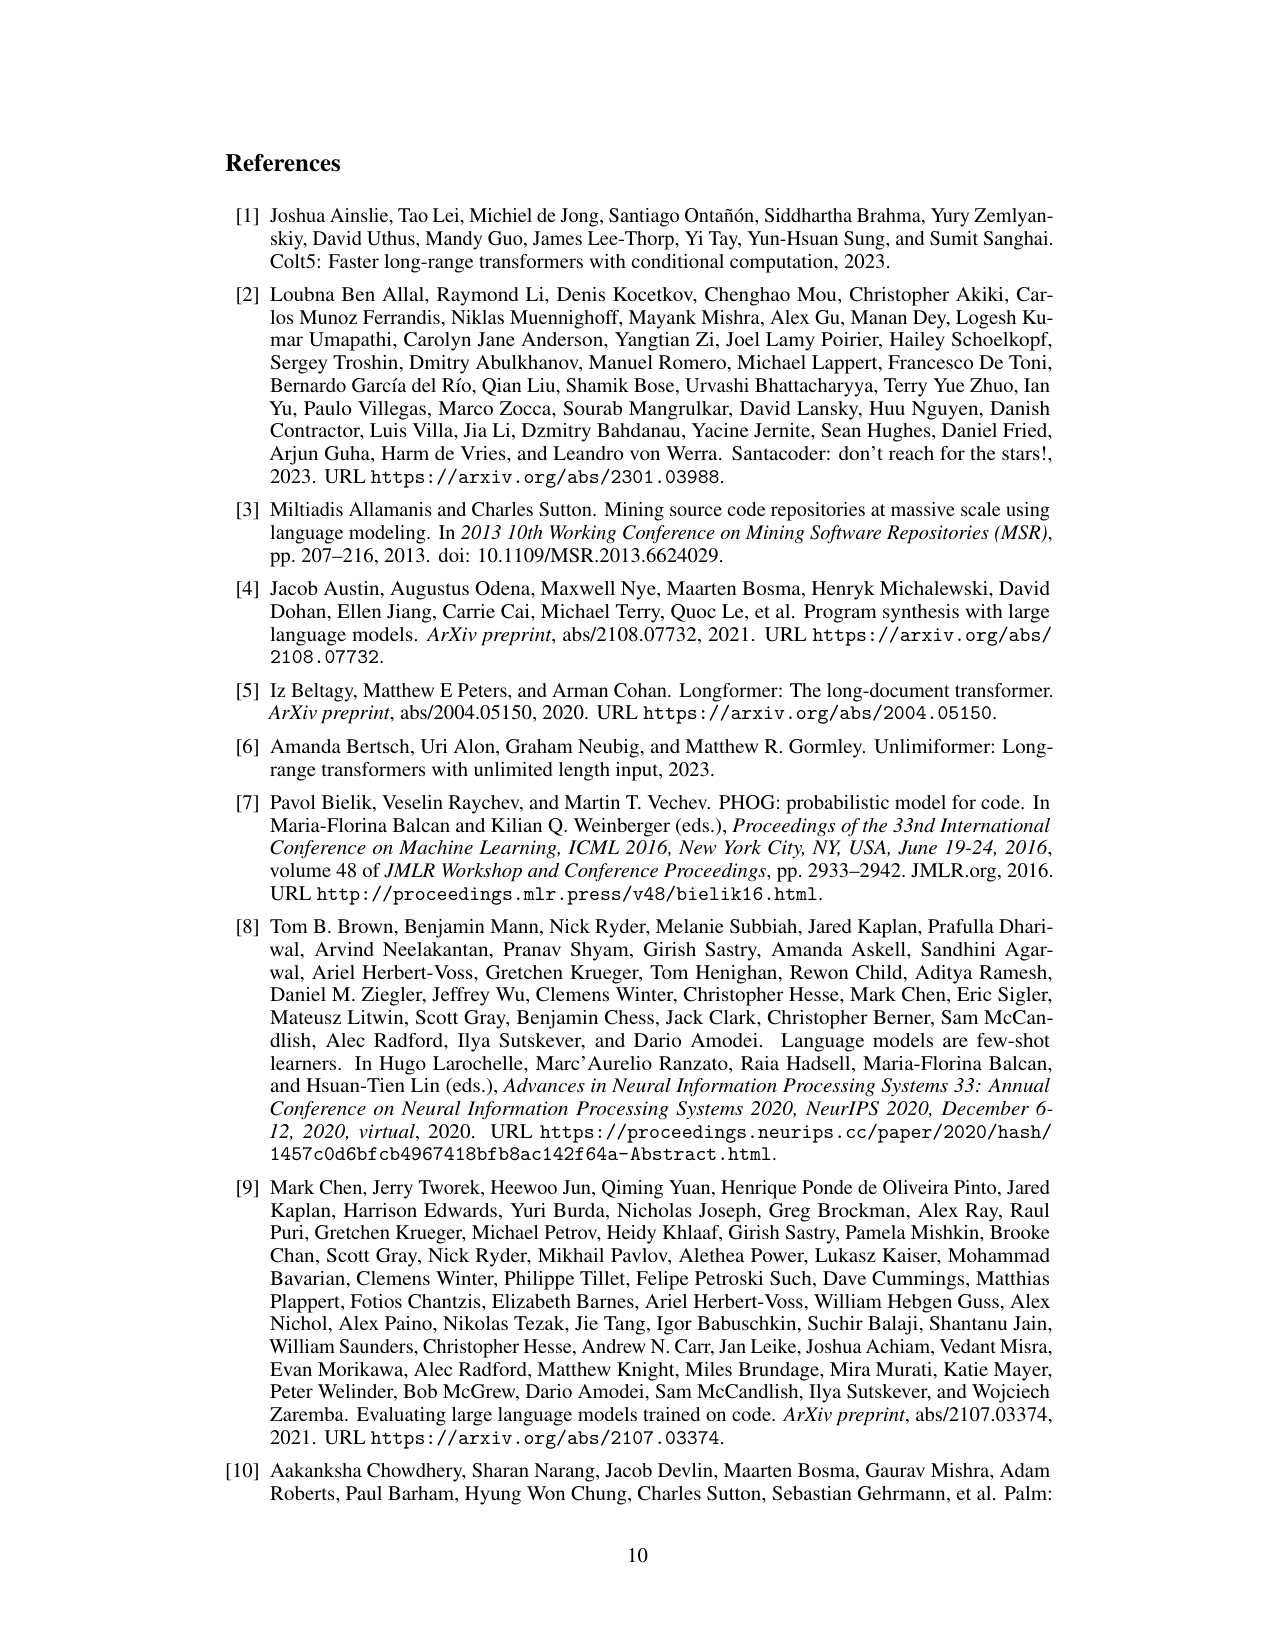 References
[1] Joshua Ainslie, Tao Lei, Michiel de Jong, Santiago Ontañón, Siddhartha Brahma, Yury Zemlyan-
skiy, David Uthus, Mandy Guo, James Lee-Thorp, Yi Tay, Yun-Hsuan Sung, and Sumit Sanghai.
Colt5: Faster long-range transformers with conditional computation, 2023.
[2] Loubna Ben Allal, Raymond Li, Denis Kocetkov, Chenghao Mou, Christopher Akiki, Car-
los Munoz Ferrandis, Niklas Muennighoff, Mayank Mishra, Alex Gu, Manan Dey, Logesh Ku-
mar Umapathi, Carolyn Jane Anderson, Yangtian Zi, Joel Lamy Poirier, Hailey Schoelkopf,
Sergey Troshin, Dmitry Abulkhanov, Manuel Romero, Michael Lappert, Francesco De Toni,
Bernardo García del Río, Qian Liu, Shamik Bose, Urvashi Bhattacharyya, Terry Yue Zhuo, Ian
Yu, Paulo Villegas, Marco Zocca, Sourab Mangrulkar, David Lansky, Huu Nguyen, Danish
Contractor, Luis Villa, Jia Li, Dzmitry Bahdanau, Yacine Jernite, Sean Hughes, Daniel Fried,
Arjun Guha, Harm de Vries, and Leandro von Werra. Santacoder: don't reach for the stars!,
2023. URL https://arxiv.org/abs/2301.03988.
[3] Miltiadis Allamanis and Charles Sutton. Mining source code repositories at massive scale using
language modeling. In 2013 10th Working Conference on Mining Software Repositories (MSR),
pp. 207–216, 2013. doi: 10.1109/MSR.2013.6624029.
[4] Jacob Austin, Augustus Odena, Maxwell Nye, Maarten Bosma, Henryk Michalewski, David
Dohan, Ellen Jiang, Carrie Cai, Michael Terry, Quoc Le, et al. Program synthesis with large
language models. ArXiv preprint, abs/2108.07732, 2021. URL https://arxiv.org/abs/
2108.07732.
[5] Iz Beltagy, Matthew E Peters, and Arman Cohan. Longformer: The long-document transformer.
ArXiv preprint, abs/2004.05150, 2020. URL https://arxiv.org/abs/2004.05150.
[6] Amanda Bertsch, Uri Alon, Graham Neubig, and Matthew R. Gormley. Unlimiformer: Long-
range transformers with unlimited length input, 2023.
[7] Pavol Bielik, Veselin Raychev, and Martin T. Vechev. PHOG: probabilistic model for code. In
Maria-Florina Balcan and Kilian Q. Weinberger (eds.), Proceedings of the 33nd International
Conference on Machine Learning, ICML 2016, New York City, NY, USA, June 19-24, 2016,
volume 48 of JMLR Workshop and Conference Proceedings, pp. 2933–2942. JMLR.org, 2016.
URL http://proceedings.mlr.press/v48/bielik16.html.
[8] Tom B. Brown, Benjamin Mann, Nick Ryder, Melanie Subbiah, Jared Kaplan, Prafulla Dhari-
wal, Arvind Neelakantan, Pranav Shyam, Girish Sastry, Amanda Askell, Sandhini Agar-
wal, Ariel Herbert-Voss, Gretchen Krueger, Tom Henighan, Rewon Child, Aditya Ramesh,
Daniel M. Ziegler, Jeffrey Wu, Clemens Winter, Christopher Hesse, Mark Chen, Eric Sigler,
Mateusz Litwin, Scott Gray, Benjamin Chess, Jack Clark, Christopher Berner, Sam McCan-
dlish, Alec Radford, Ilya Sutskever, and Dario Amodei. Language models are few-shot
learners. In Hugo Larochelle, Marc'Aurelio Ranzato, Raia Hadsell, Maria-Florina Balcan,
and Hsuan-Tien Lin (eds.), Advances in Neural Information Processing Systems 33: Annual
Conference on Neural Information Processing Systems 2020, NeurIPS 2020, December 6-
12, 2020, virtual, 2020. URL https://proceedings.neurips.cc/paper/2020/hash/
1457c0d6bfcb4967418bfb8ac142f64a-Abstract.html.
[9] Mark Chen, Jerry Tworek, Heewoo Jun, Qiming Yuan, Henrique Ponde de Oliveira Pinto, Jared
Kaplan, Harrison Edwards, Yuri Burda, Nicholas Joseph, Greg Brockman, Alex Ray, Raul
Puri, Gretchen Krueger, Michael Petrov, Heidy Khlaaf, Girish Sastry, Pamela Mishkin, Brooke
Chan, Scott Gray, Nick Ryder, Mikhail Pavlov, Alethea Power, Lukasz Kaiser, Mohammad
Bavarian, Clemens Winter, Philippe Tillet, Felipe Petroski Such, Dave Cummings, Matthias
Plappert, Fotios Chantzis, Elizabeth Barnes, Ariel Herbert-Voss, William Hebgen Guss, Alex
Nichol, Alex Paino, Nikolas Tezak, Jie Tang, Igor Babuschkin, Suchir Balaji, Shantanu Jain,
William Saunders, Christopher Hesse, Andrew N. Carr, Jan Leike, Joshua Achiam, Vedant Misra,
Evan Morikawa, Alec Radford, Matthew Knight, Miles Brundage, Mira Murati, Katie Mayer,
Peter Welinder, Bob McGrew, Dario Amodei, Sam McCandlish, Ilya Sutskever, and Wojciech
Zaremba. Evaluating large language models trained on code. ArXiv preprint, abs/2107.03374,
2021. URL https://arxiv.org/abs/2107.03374.
[10] Aakanksha Chowdhery, Sharan Narang, Jacob Devlin, Maarten Bosma, Gaurav Mishra, Adam
Roberts, Paul Barham, Hyung Won Chung, Charles Sutton, Sebastian Gehrmann, et al. Palm:
10